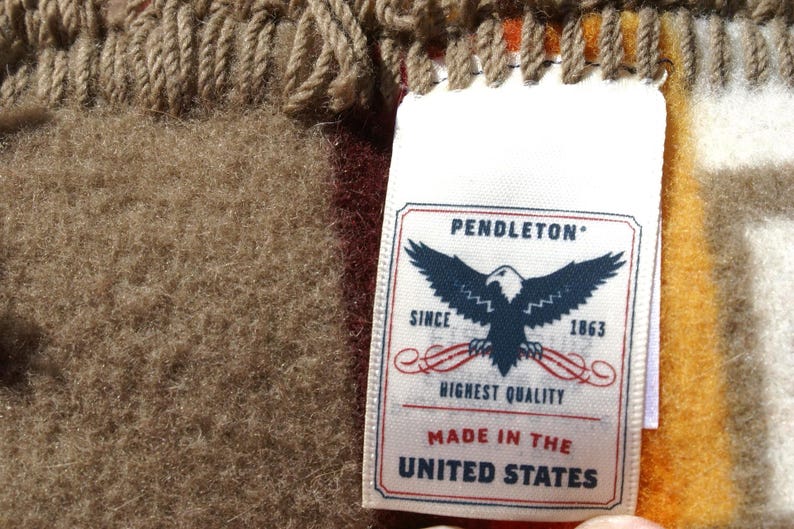 PENDLETON®
SINCE 1863
HIGHEST QUALITY
MADE IN THE
UNITED STATES